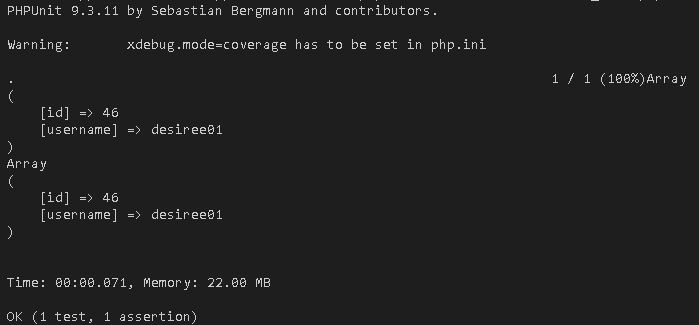 PHPUnit 9.3.11 by Sebastian Bergmann and contributors.
Warning:       xdebug.mode=coverage has to be set in php.ini
.                                                                   1 / 1 (100%)Array
(
    [id] => 46
    [username] => desiree01
)
Array
(
    [id] => 46
    [username] => desiree01
)
Time: 00:00.071, Memory: 22.00 MB
OK (1 test, 1 assertion)